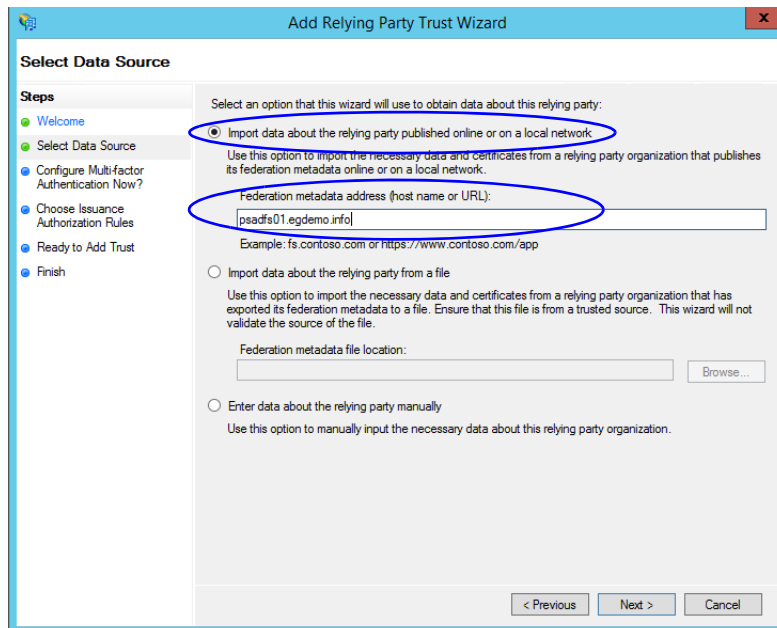 Add Relying Party Trust Wizard
x
Select Data Source
Steps
Welcome
Select Data Source
Configure Multi-factor
Authentication Now?
Choose Issuance
Authorization Rules
Ready to Add Trust
Finish
Select an option that this wizard will use to obtain data about this relying party:
Import data about the relying party published online or on a local network
Use this option to import the necessary data and certificates from a relying party organization that publishes
its federation metadata online or on a local network.
Federation metadata address (host name or URL):
psadfs01.egdemo.info
Example: fs.contoso.com or https://www.contoso.com/app
Import data about the relying party from a file
Use this option to import the necessary data and certificates from a relying party organization that has
exported its federation metadata to a file. Ensure that this file is from a trusted source.  This wizard will not
validate the source of the file.
Federation metadata file location:
Browse...
Enter data about the relying party manually
Use this option to manually input the necessary data about this relying party organization.
< Previous
Next >
Cancel